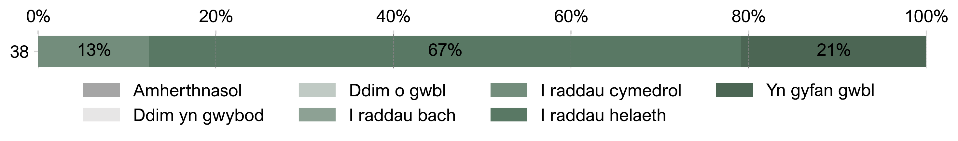 0% 20% 40% 60% 80% 100%
38 13% 67% 21%
Amherthnasol Ddim o gwbl I raddau cymedrol Yn gyfan gwbl
Ddim yn gwybod I raddau bach I raddau helaeth